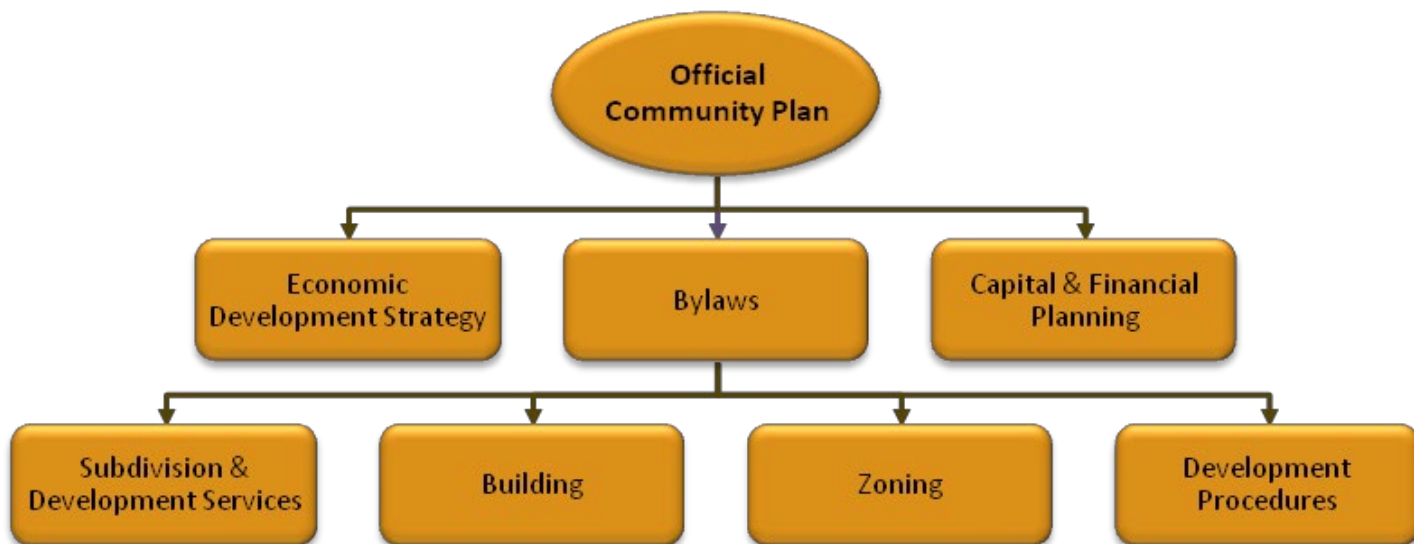 Official
Community Plan
Economic
Development Strategy
Bylaws
Capital & Financial
Planning
Subdivision &
Development Services
Building
Zoning
Development
Procedures